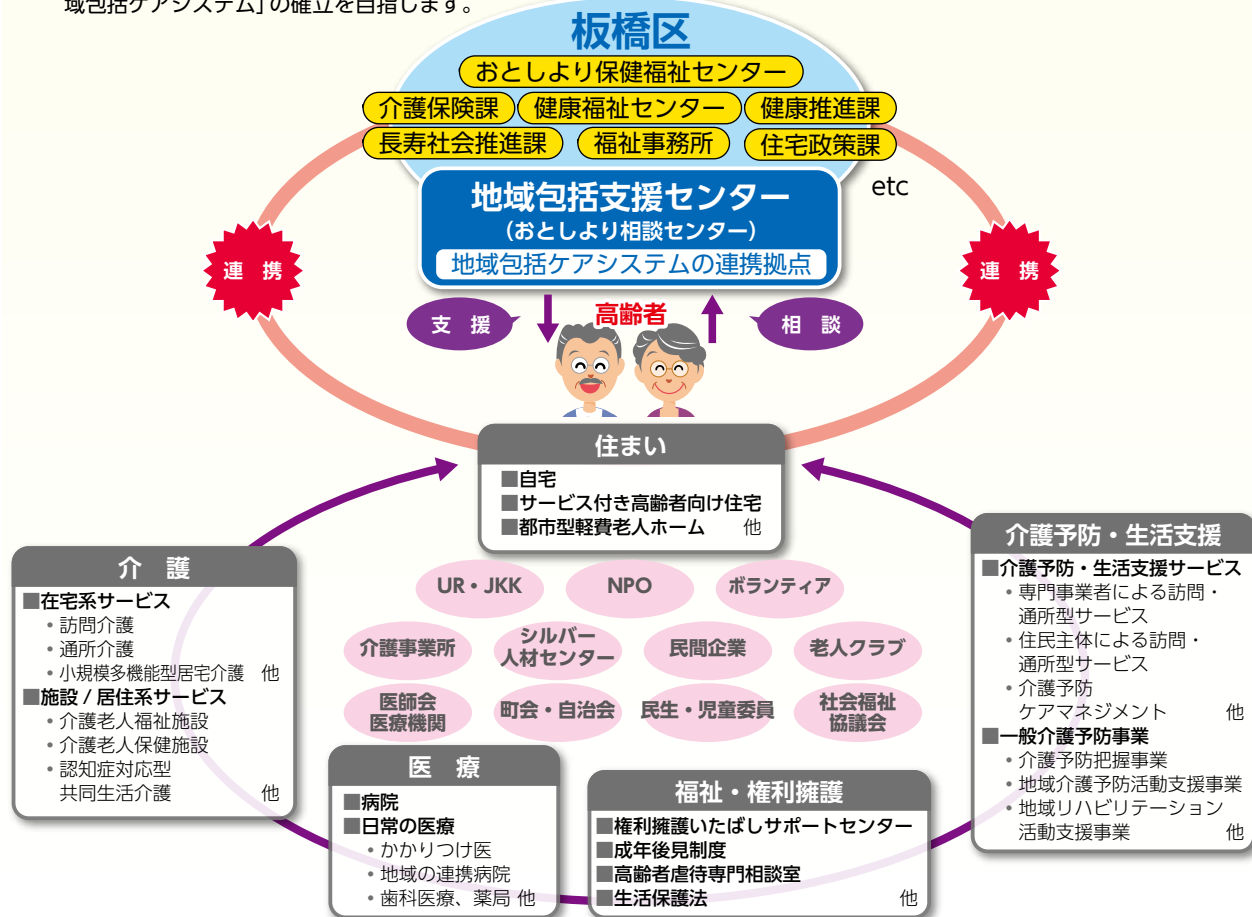 域包括ケアシステム」の確立を目指します。
板橋区
おとしより保健福祉センター
介護保険課 健康福祉センター 健康推進課
長寿社会推進課 福祉事務所 住宅政策課
etc
地域包括支援センター
(おとしより相談センター)
地域包括ケアシステムの連携拠点
連 携
連 携
支 援
高齢者
相 談
住まい
■自宅
■サービス付き高齢者向け住宅
■都市型軽費老人ホーム 他
介 護
■在宅系サービス
・訪問介護
・通所介護
・小規模多機能型居宅介護 他
■施設 / 居住系サービス
・介護老人福祉施設
・介護老人保健施設
・認知症対応型
共同生活介護 他
UR・JKK NPO ボランティア
介護事業所 シルバー
人材センター 民間企業 老人クラブ
医師会
医療機関 町会・自治会 民生・児童委員 社会福祉
協議会
介護予防・生活支援
■介護予防・生活支援サービス
・専門事業者による訪問・
通所型サービス
・住民主体による訪問・
通所型サービス
・介護予防
ケアマネジメント 他
■一般介護予防事業
・介護予防把握事業
・地域介護予防活動支援事業
・地域リハビリテーション
活動支援事業 他
医 療
■病院
■日常の医療
・かかりつけ医
・地域の連携病院
・歯科医療、薬局 他
福祉・権利擁護
■権利擁護いたばしサポートセンター
■成年後見制度
■高齢者虐待専門相談室
■生活保護法 他